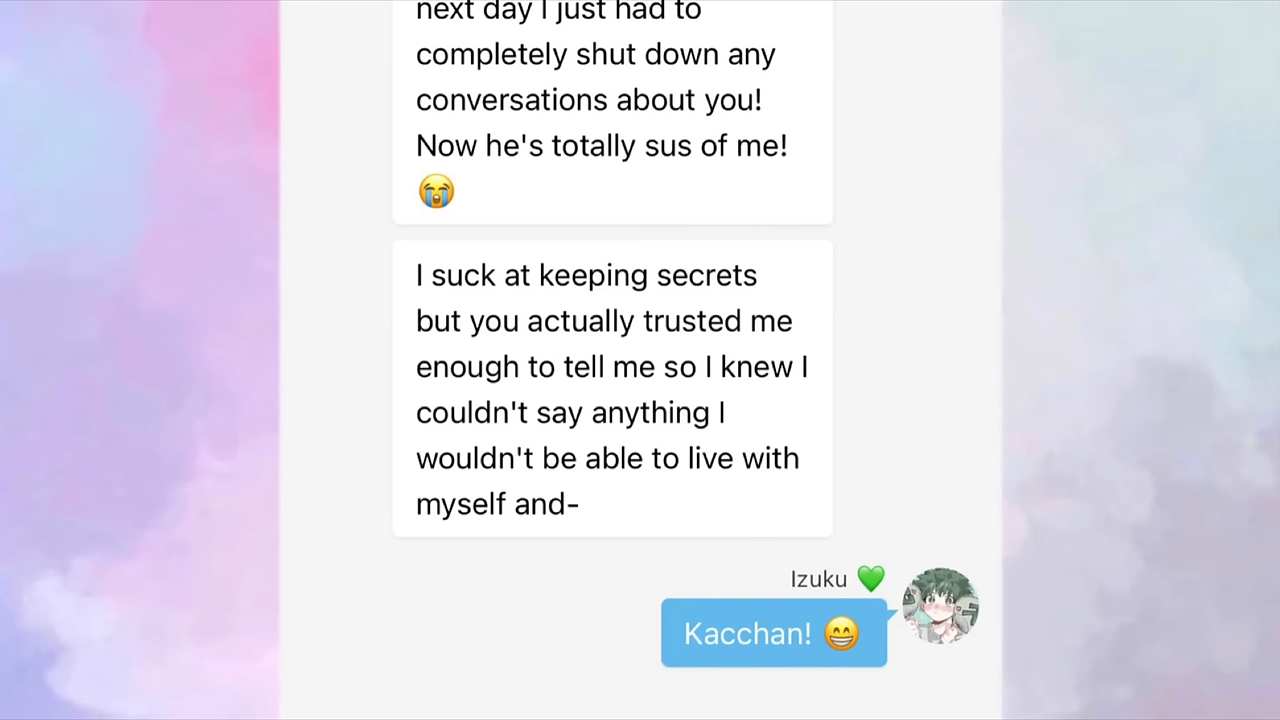 next day I just had to
completely shut down any
conversations about you!
Now he's totally sus of me!
😭
I suck at keeping secrets
but you actually trusted me
enough to tell me so I knew I
couldn't say anything I
wouldn't be able to live with
myself and-
Izuku 💚
Kacchan! 😁